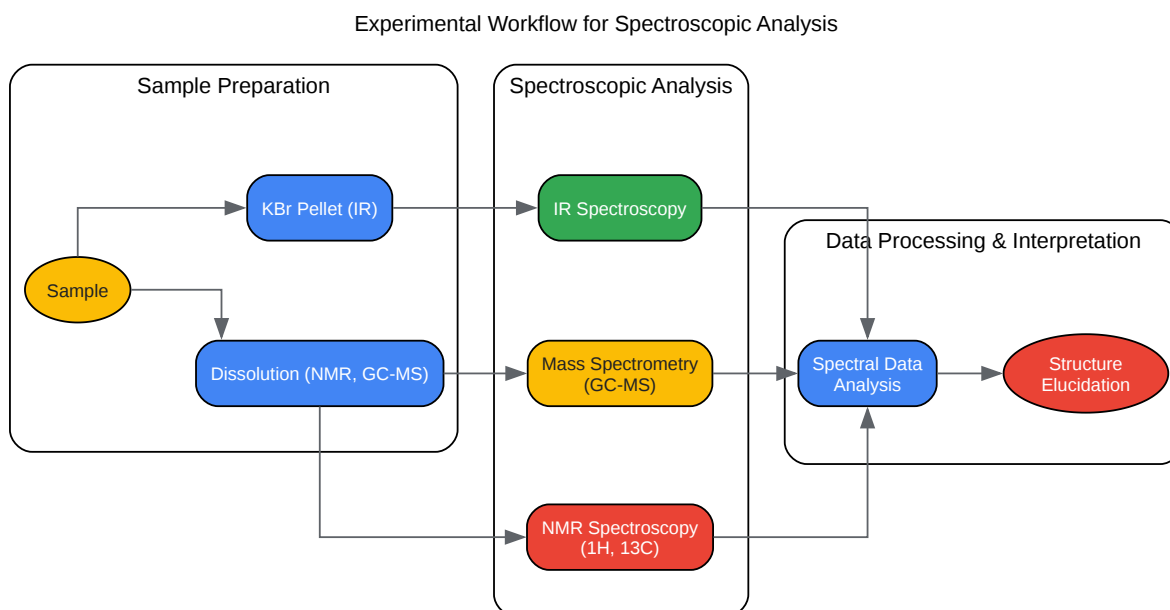 Experimental Workflow for Spectroscopic Analysis
Sample Preparation
Spectroscopic Analysis
KBr Pellet (IR)
IR Spectroscopy
Data Processing & Interpretation
Sample
Dissolution (NMR, GC-MS)
Mass Spectrometry
(GC-MS)
Spectral Data
Analysis
Structure
Elucidation
NMR Spectroscopy
(1H, 13C)